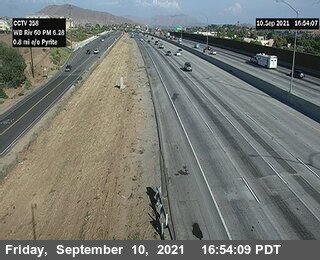 CCTV 358
WB Riv 60 PM 6.28
0.8 mi e/o Pyrite
10.Sep 2021
16:54:07
Friday, September 10, 2021 16:54:09 PDT